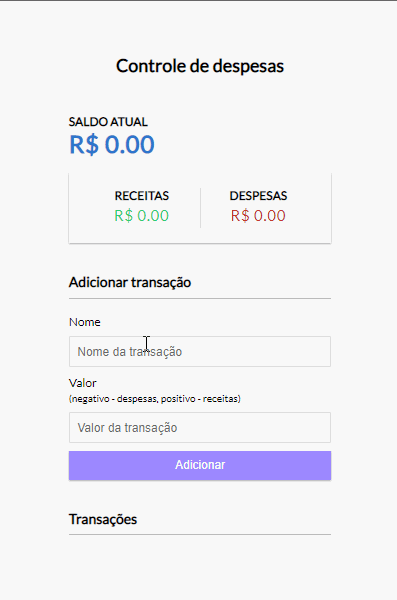 Controle de despesas
SALDO ATUAL
R$ 0.00
RECEITAS
R$ 0.00
DESPESAS
R$ 0.00
Adicionar transação
Nome
Nome da transação
Valor
(negativo - despesas, positivo - receitas)
Valor da transação
Adicionar
Transações